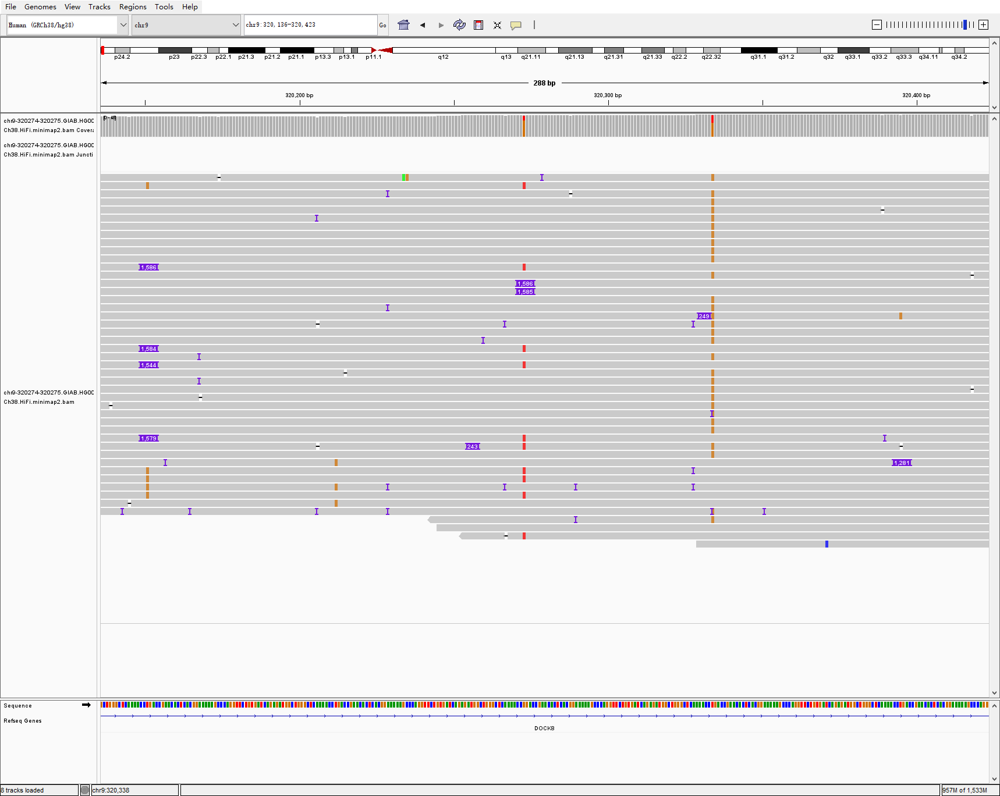 File Genomes View Tracks Regions Tools Help
Human (GRCh38/hg38) chr9 chr9:320,136-320,423 Go
p24.2 p23 p22.3 p22.1 p21.3 p21.2 p21.1 p13.3 p13.1 p11.1 q12 q13 q21.11 q21.13 q21.31 q21.33 q22.2 q22.32 q31.1 q31.2 q32 q33.1 q33.2 q33.3 q34.11 q34.2
288 bp
320,200 bp 320,300 bp 320,400 bp
chr9-320274-320275.GIAB.HG00
Ch38.HiFi.minimap2.bam Covera
chr9-320274-320275.GIAB.HG00
Ch38.HiFi.minimap2.bam Juncti
1,586
1,586
1,585
249
1,584
1,544
chr9-320274-320275.GIAB.HG00
Ch38.HiFi.minimap2.bam
1,579
243
1,281
Sequence
Refseq Genes
DOCK8
8 tracks loaded chr9:320,338 957M of 1,533M